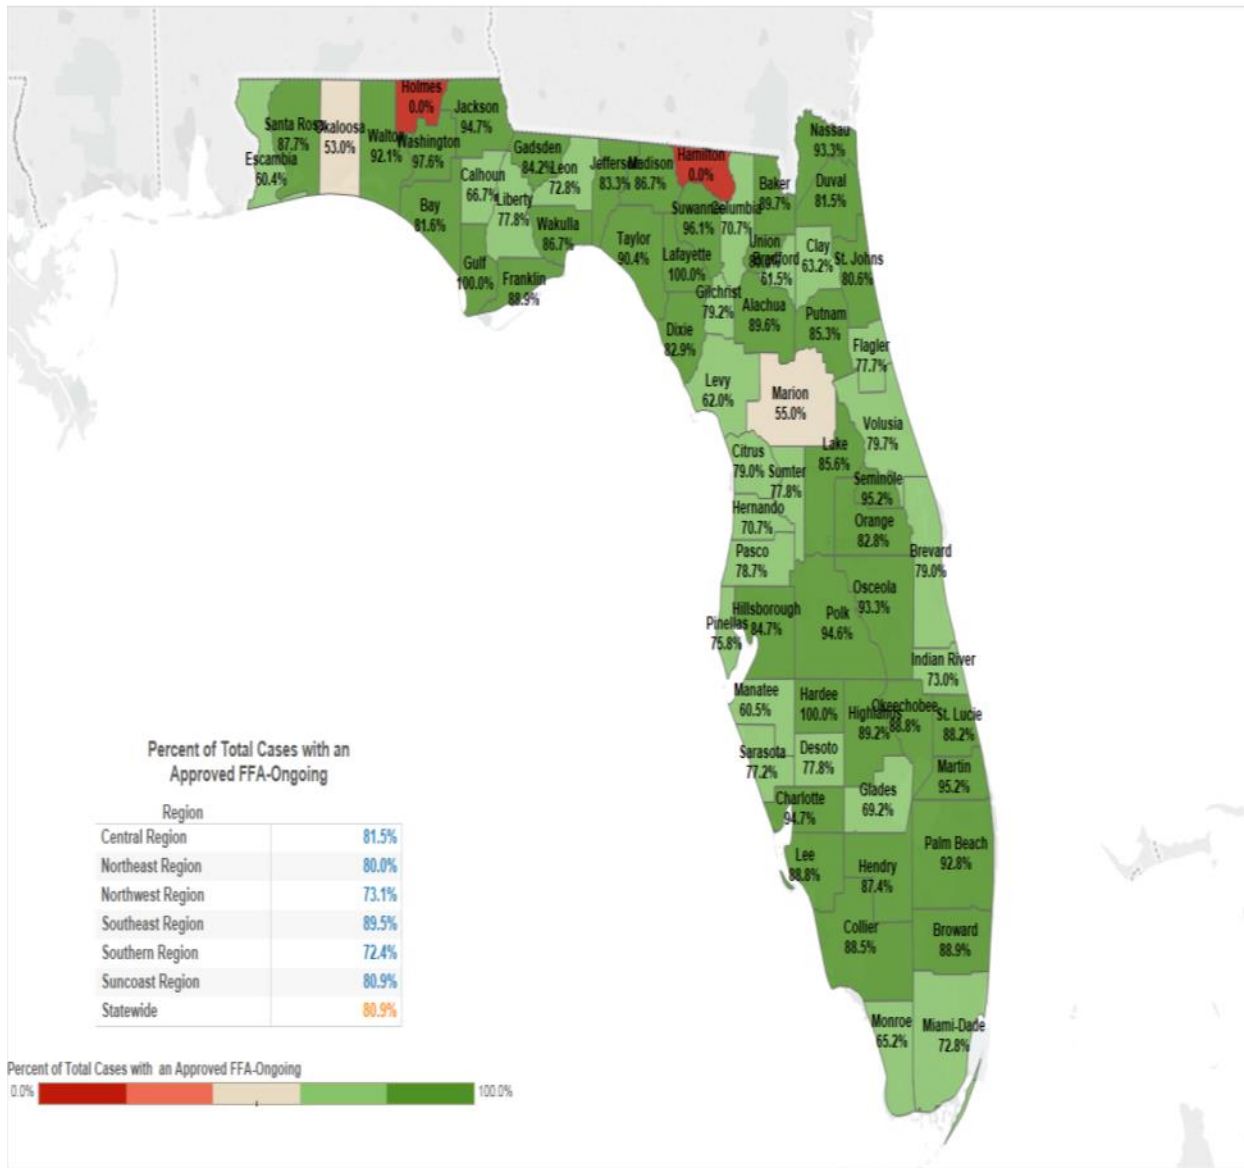 Holmes
0.0%
Jackson
94.7%
Santa Rosa
87.7%
Okaloosa
53.0%
Walton
92.1%
Washington
97.6%
Escambia
60.4%
Bay
81.6%
Calhoun
66.7%
Gulf
100.0%
Liberty
77.8%
Gadsden
84.2%
Leon
72.8%
Wakulla
86.7%
Franklin
88.9%
Jefferson
83.3%
Madison
86.7%
Taylor
90.4%
Hamilton
0.0%
Suwannee
96.1%
Columbia
70.7%
Lafayette
100.0%
Dixie
82.9%
Gilchrist
79.2%
Baker
89.7%
Nassau
93.3%
Duval
81.5%
Union
Bradford
61.5%
Clay
63.2%
St. Johns
80.6%
Alachua
89.6%
Putnam
85.3%
Flagler
77.7%
Levy
62.0%
Marion
55.0%
Volusia
79.7%
Citrus
79.0%
Sumter
77.8%
Lake
85.6%
Seminole
95.2%
Hernando
70.7%
Orange
82.8%
Pasco
78.7%
Brevard
79.0%
Osceola
93.3%
Pinellas
75.8%
Hillsborough
84.7%
Polk
94.6%
Indian River
73.0%
Manatee
60.5%
Hardee
100.0%
Highlands
89.2%
Okeechobee
88.8%
St. Lucie
88.2%
Sarasota
77.2%
Desoto
77.8%
Martin
95.2%
Charlotte
94.7%
Glades
69.2%
Palm Beach
92.8%
Lee
88.8%
Hendry
87.4%
Collier
88.5%
Broward
88.9%
Monroe
65.2%
Miami-Dade
72.8%
Percent of Total Cases with an
Approved FFA-Ongoing
Region
Central Region 81.5%
Northeast Region 80.0%
Northwest Region 73.1%
Southeast Region 89.5%
Southern Region 72.4%
Suncoast Region 80.9%
Statewide 80.9%
Percent of Total Cases with an Approved FFA-Ongoing
0.0% 100.0%